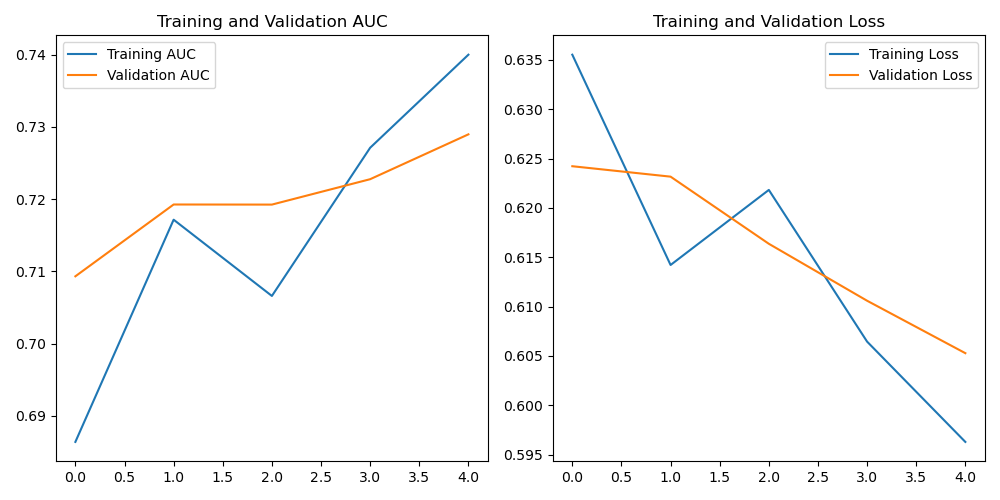 Training and Validation AUC
Training AUC
Validation AUC
0.74
0.73
0.72
0.71
0.70
0.69
0.0 0.5 1.0 1.5 2.0 2.5 3.0 3.5 4.0
Training and Validation Loss
Training Loss
Validation Loss
0.635
0.630
0.625
0.620
0.615
0.610
0.605
0.600
0.595
0.0 0.5 1.0 1.5 2.0 2.5 3.0 3.5 4.0